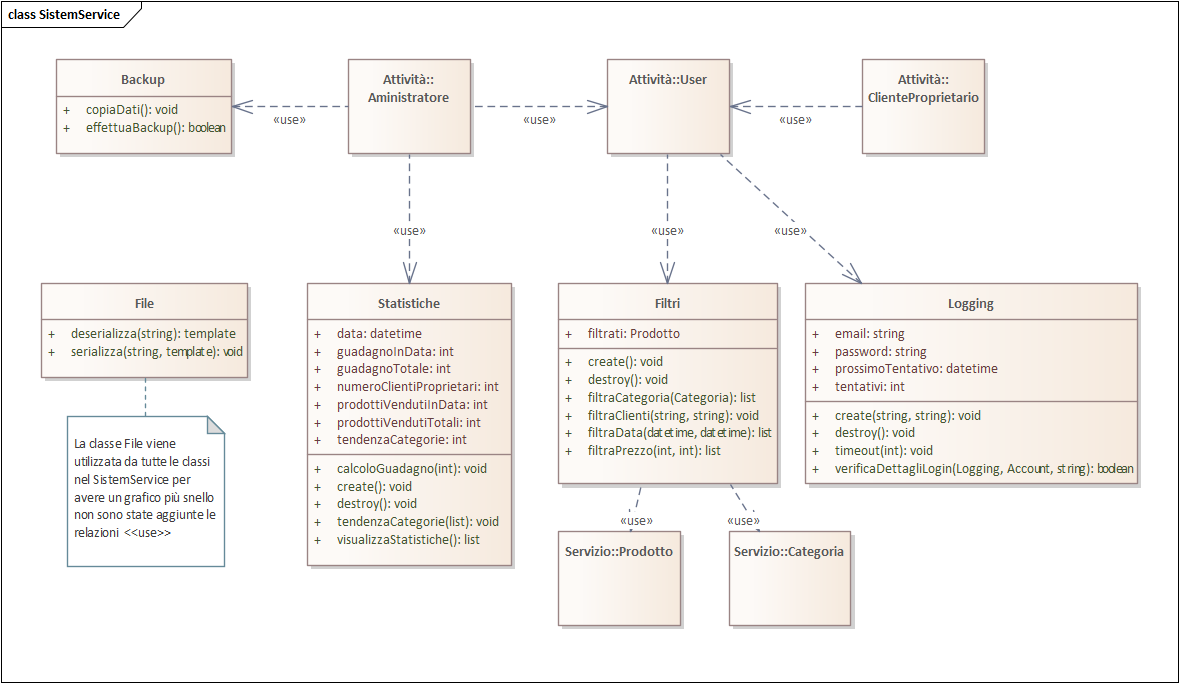 class SistemService
Backup
+ copiaDati(): void
+ effettuaBackup(): boolean
Attività::
Aministratore
Attività::User
Attività::
ClienteProprietario
«use»
«use»
«use»
«use»
«use»
«use»
File
+ deserializza(string): template
+ serializza(string, template): void
La classe File viene
utilizzata da tutte le classi
nel SistemService per
avere un grafico più snello
non sono state aggiunte le
relazioni <<use>>
Statistiche
+ data: datetime
+ guadagnoInData: int
+ guadagnoTotale: int
+ numeroClientiProprietari: int
+ prodottiVendutiInData: int
+ prodottiVendutiTotali: int
+ tendenzaCategorie: int
+ calcoloGuadagno(int): void
+ create(): void
+ destroy(): void
+ tendenzaCategorie(list): void
+ visualizzaStatistiche(): list
Filtri
+ filtrati: Prodotto
+ create(): void
+ destroy(): void
+ filtraCategoria(Categoria): list
+ filtraClienti(string, string): void
+ filtraData(datetime, datetime): list
+ filtraPrezzo(int, int): list
Logging
+ email: string
+ password: string
+ prossimoTentativo: datetime
+ tentativi: int
+ create(string, string): void
+ destroy(): void
+ timeout(int): void
+ verificaDettagliLogin(Logging, Account, string): boolean
«use»
«use»
Servizio::Prodotto
Servizio::Categoria